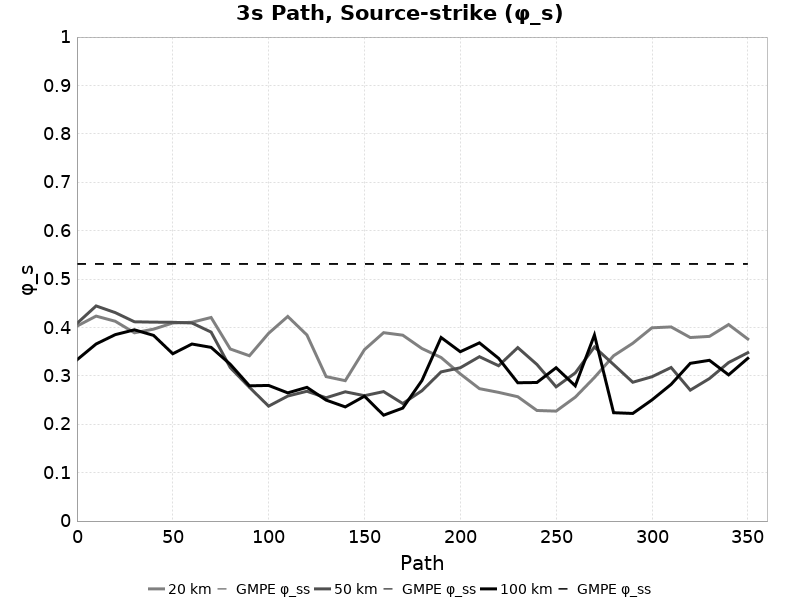 3s Path, Source-strike (φ_s)
1
0.9
0.8
0.7
0.6
0.5
0.4
0.3
0.2
0.1
0
φ_s
0 50 100 150 200 250 300 350
Path
20 km GMPE φ_ss 50 km GMPE φ_ss 100 km GMPE φ_ss